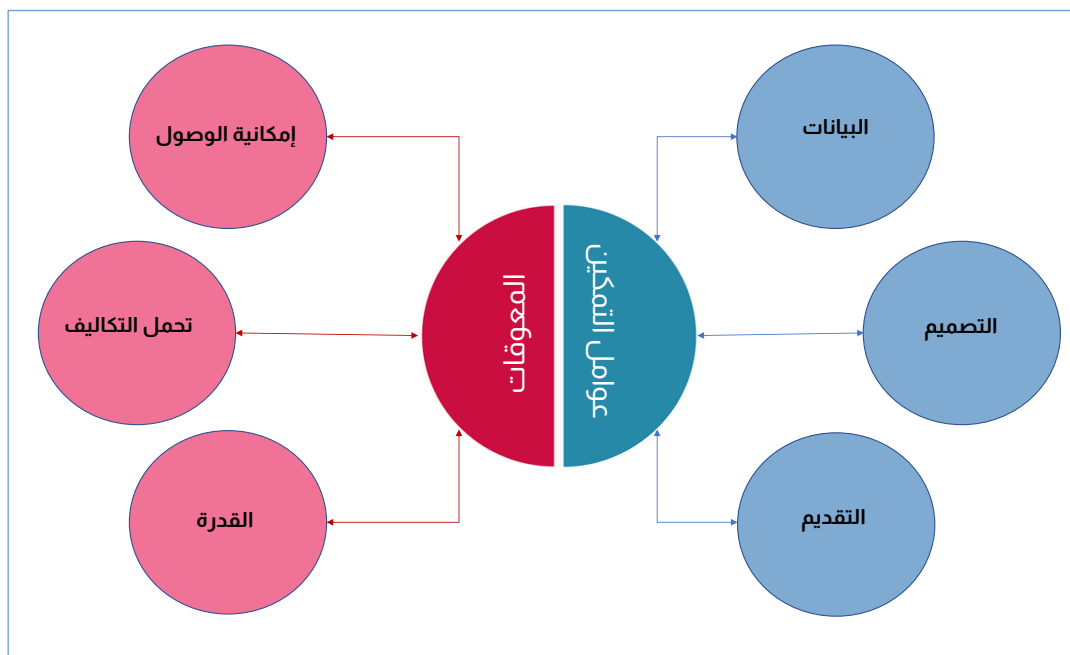 البيانات
إمكانية الوصول
عوامل التمكين
المعوقات
التصميم
تحمل التكاليف
التقديم
القدرة